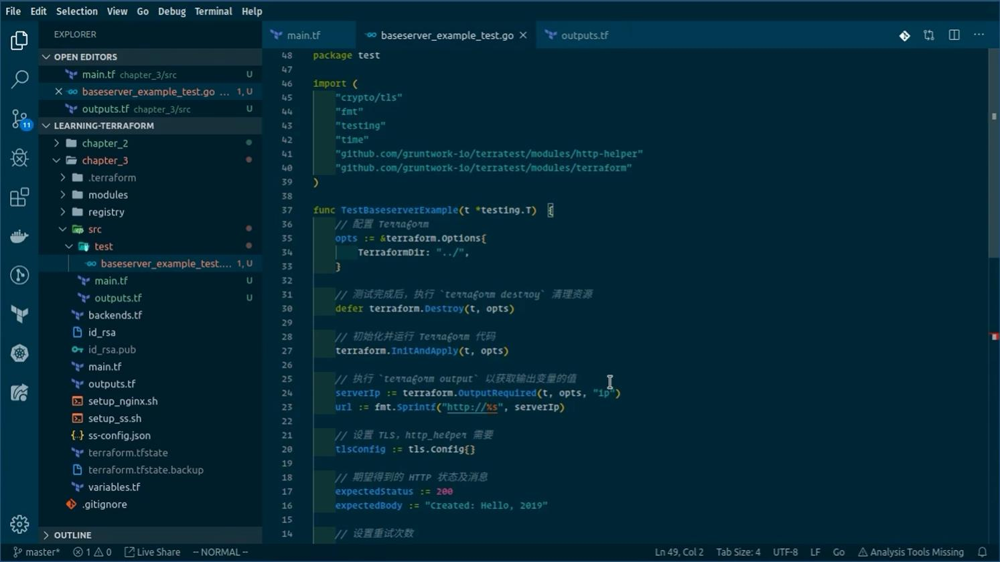 File Edit Selection View Go Debug Terminal Help
EXPLORER
OPEN EDITORS
main.tf chapter_3/src U
baseserver_example_test.go ... 1, U
outputs.tf chapter_3/src U
LEARNING-TERRAFORM
chapter_2
chapter_3
.terraform
modules
registry
src
test
baseserver_example_test.... 1, U
main.tf U
outputs.tf U
backends.tf
id_rsa
id_rsa.pub
main.tf
outputs.tf
setup_nginx.sh
setup_ss.sh
ss-config.json
terraform.tfstate
terraform.tfstate.backup
variables.tf
.gitignore
OUTLINE
11
main.tf baseserver_example_test.go outputs.tf
48 package test
47
46 import (
45 "crypto/tls"
44 "fmt"
43 "testing"
42 "time"
41 "github.com/gruntwork-io/terratest/modules/http-helper"
40 "github.com/gruntwork-io/terratest/modules/terraform"
39 )
38
37 func TestBaseserverExample(t *testing.T) {
36 // 配置 Terraform
35 opts := &terraform.Options{
34 TerraformDir: "../",
33 }
32
31 // 测试完成后，执行 `terraform destroy` 清理资源
30 defer terraform.Destroy(t, opts)
29
28 // 初始化并运行 Terraform 代码
27 terraform.InitAndApply(t, opts)
26
25 // 执行 `terraform output` 以获取输出变量的值
24 serverIp := terraform.OutputRequired(t, opts, "ip")
23 url := fmt.Sprintf("http://%s", serverIp)
22
21 // 设置 TLS，http_helper 需要
20 tlsConfig := tls.Config{}
19
18 // 期望得到的 HTTP 状态及消息
17 expectedStatus := 200
16 expectedBody := "Created: Hello, 2019"
15
14 // 设置重试次数
master* 1 0 Live Share -- NORMAL -- Ln 49, Col 2 Tab Size: 4 UTF-8 LF Go Analysis Tools Missing